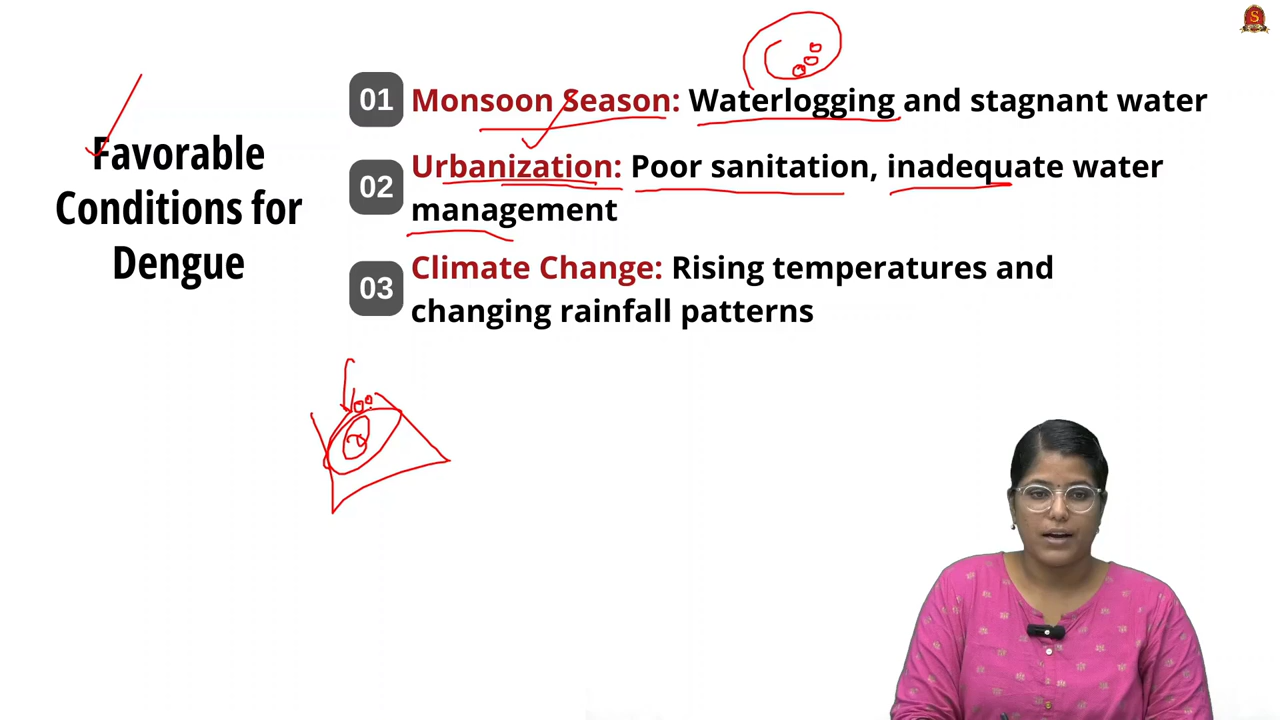 S
Favorable
Conditions for
Dengue
01 Monsoon Season: Waterlogging and stagnant water
02 Urbanization: Poor sanitation, inadequate water
management
03 Climate Change: Rising temperatures and
changing rainfall patterns